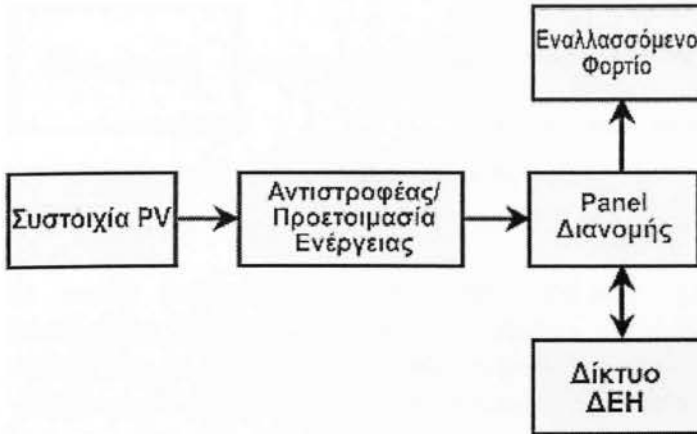 Εναλλασσόμενο
Φορτίο
Συστοιχία PV
Αντιστροφέας/
Προετοιμασία
Ενέργειας
Panel
Διανομής
Δίκτυο
ΔΕΗ